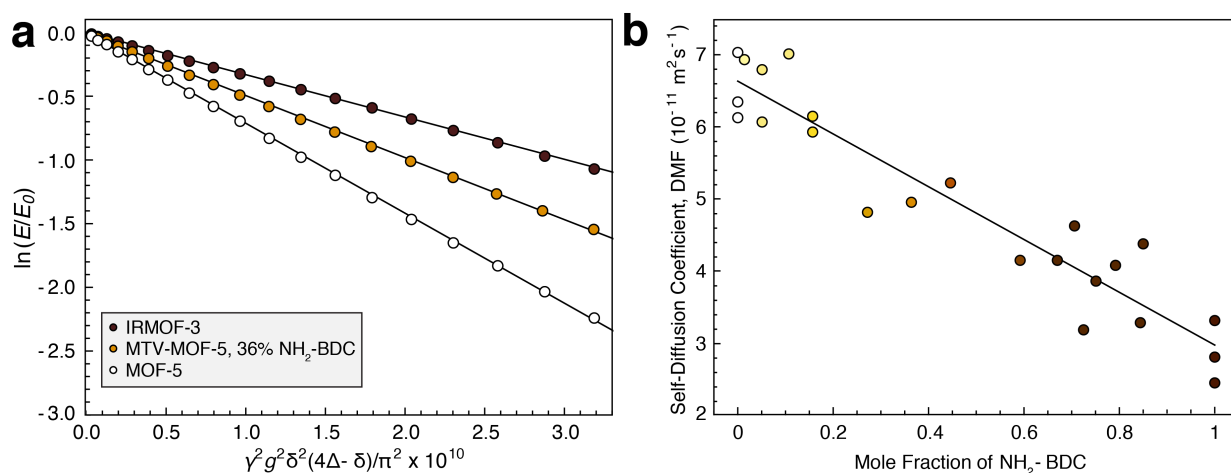 a
0.0
-0.5
-1.0
-1.5
-2.0
-2.5
-3.0
ln(E/E₀)
IRMOF-3
MTV-MOF-5, 36% NH₂-BDC
MOF-5
0.0 0.5 1.0 1.5 2.0 2.5 3.0
γ²g²δ²(4Δ- δ)/π² x 10¹⁰
b
7
6
5
4
3
2
Self-Diffusion Coefficient, DMF (10⁻¹¹ m² s⁻¹)
0 0.2 0.4 0.6 0.8 1
Mole Fraction of NH₂- BDC